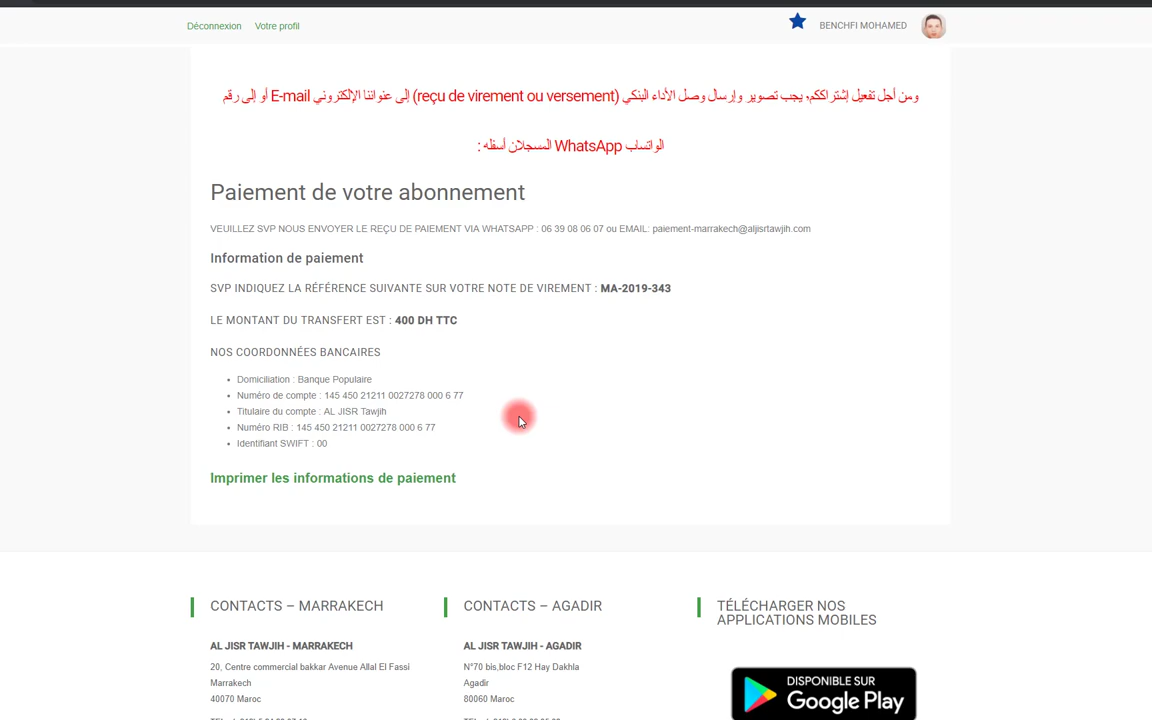 Déconnexion
Votre profil
BENCHFI MOHAMED
ومن أجل تفعيل إشتراككم، يجب تصوير وإرسال وصل الأداء البنكي (reçu de virement ou versement) إلى عنواننا الإلكتروني E-mail أو إلى رقم
الواتساب WhatsApp المسجلان أسفله :
Paiement de votre abonnement
VEUILLEZ SVP NOUS ENVOYER LE REÇU DE PAIEMENT VIA WHATSAPP : 06 39 08 06 07 ou EMAIL: paiement-marrakech@aljisrtawjih.com
Information de paiement
SVP INDIQUEZ LA RÉFÉRENCE SUIVANTE SUR VOTRE NOTE DE VIREMENT : MA-2019-343
LE MONTANT DU TRANSFERT EST : 400 DH TTC
NOS COORDONNÉES BANCAIRES
• Domiciliation : Banque Populaire
• Numéro de compte : 145 450 21211 0027278 000 6 77
• Titulaire du compte : AL JISR Tawjih
• Numéro RIB : 145 450 21211 0027278 000 6 77
• Identifiant SWIFT : 00
Imprimer les informations de paiement
CONTACTS – MARRAKECH
AL JISR TAWJIH - MARRAKECH
20, Centre commercial bakkar Avenue Allal El Fassi
Marrakech
40070 Maroc
CONTACTS – AGADIR
AL JISR TAWJIH - AGADIR
N°70 bis,bloc F12 Hay Dakhla
Agadir
80060 Maroc
TÉLÉCHARGER NOS
APPLICATIONS MOBILES
DISPONIBLE SUR
Google Play